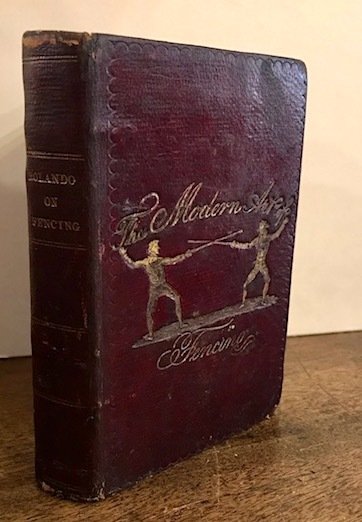 ROLANDO
ON
FENCING
The Modern Art of
Fencing